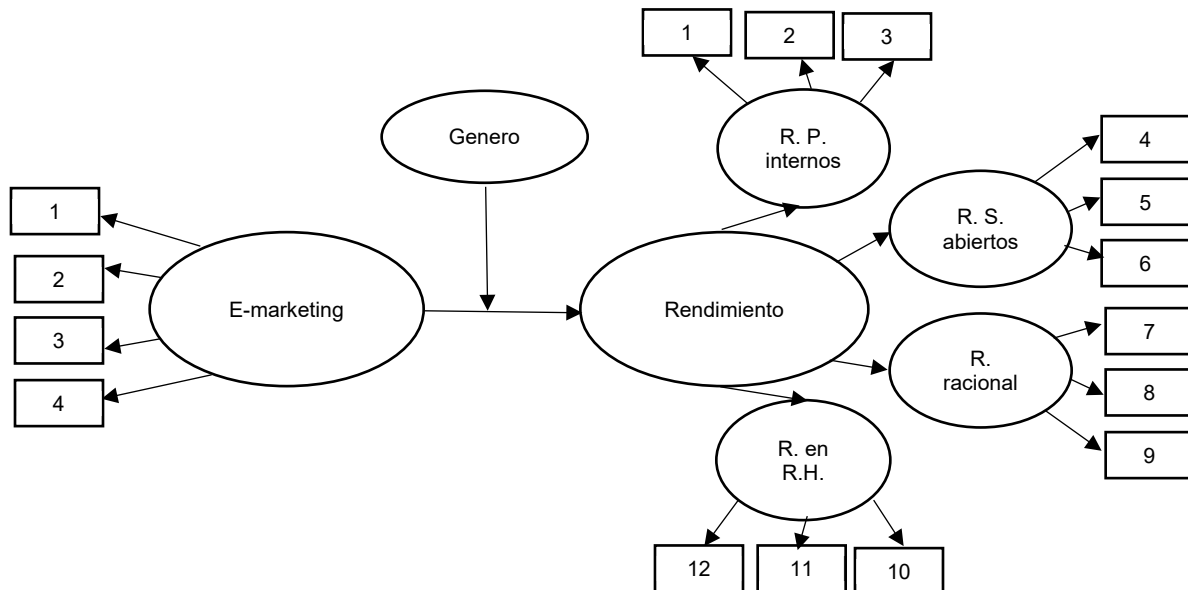 1
2
3
Genero
R. P.
internos
4
5
6
R. S.
abiertos
1
2
3
4
E-marketing
Rendimiento
R.
racional
7
8
9
R. en
R.H.
12
11
10